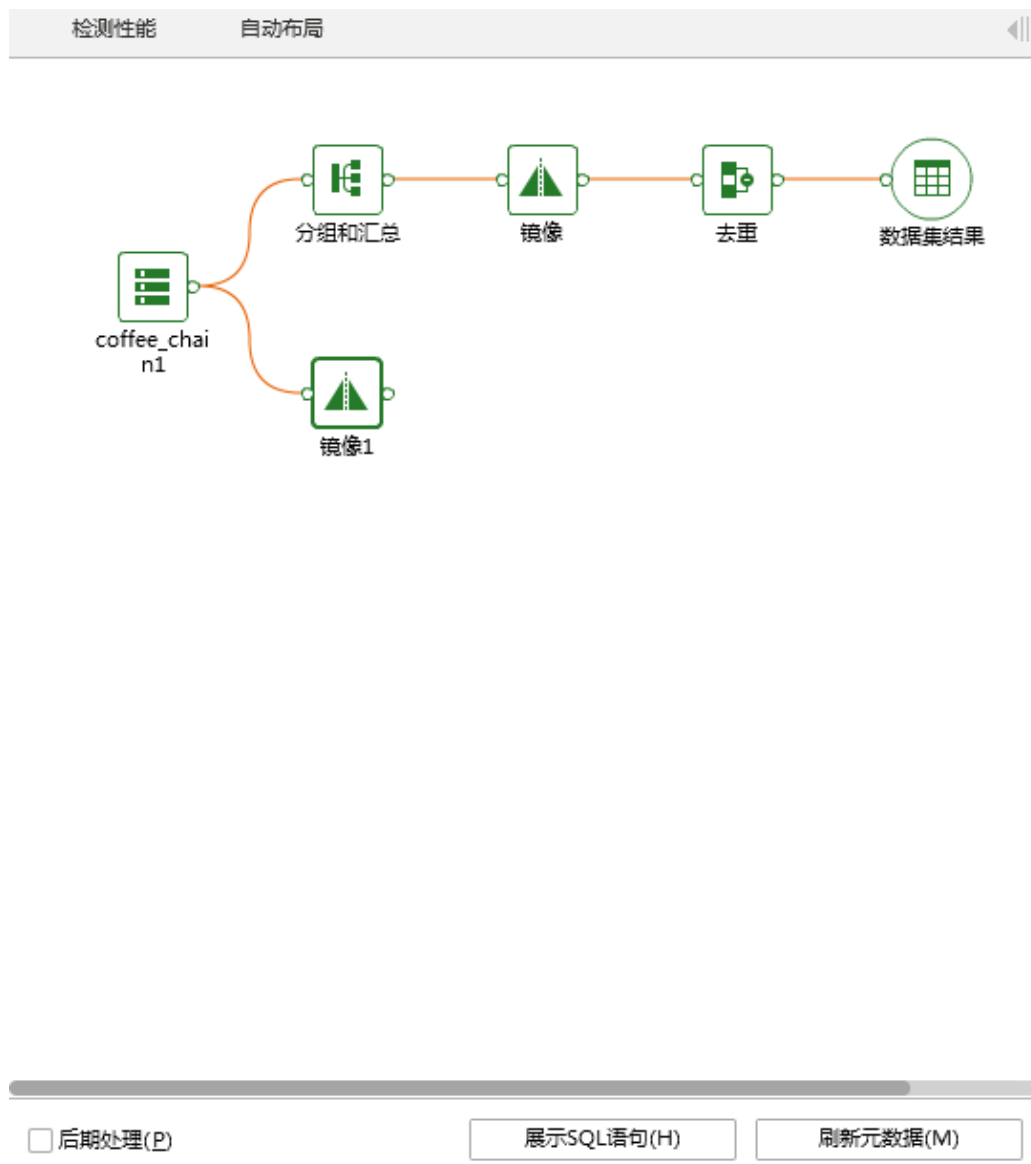 检测性能 自动布局
分组和汇总 镜像 去重 数据集结果
coffee_chai
n1
镜像1
后期处理(P) 展示SQL语句(H) 刷新元数据(M)